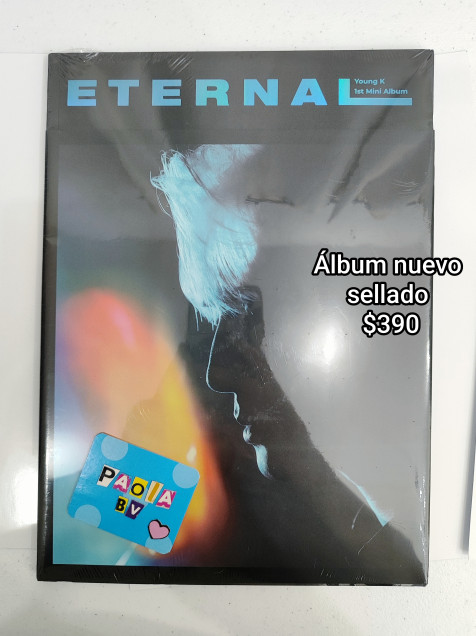 ETERNAL
Young K
1st Mini Album
Álbum nuevo
sellado
$390
PAOLA
BV